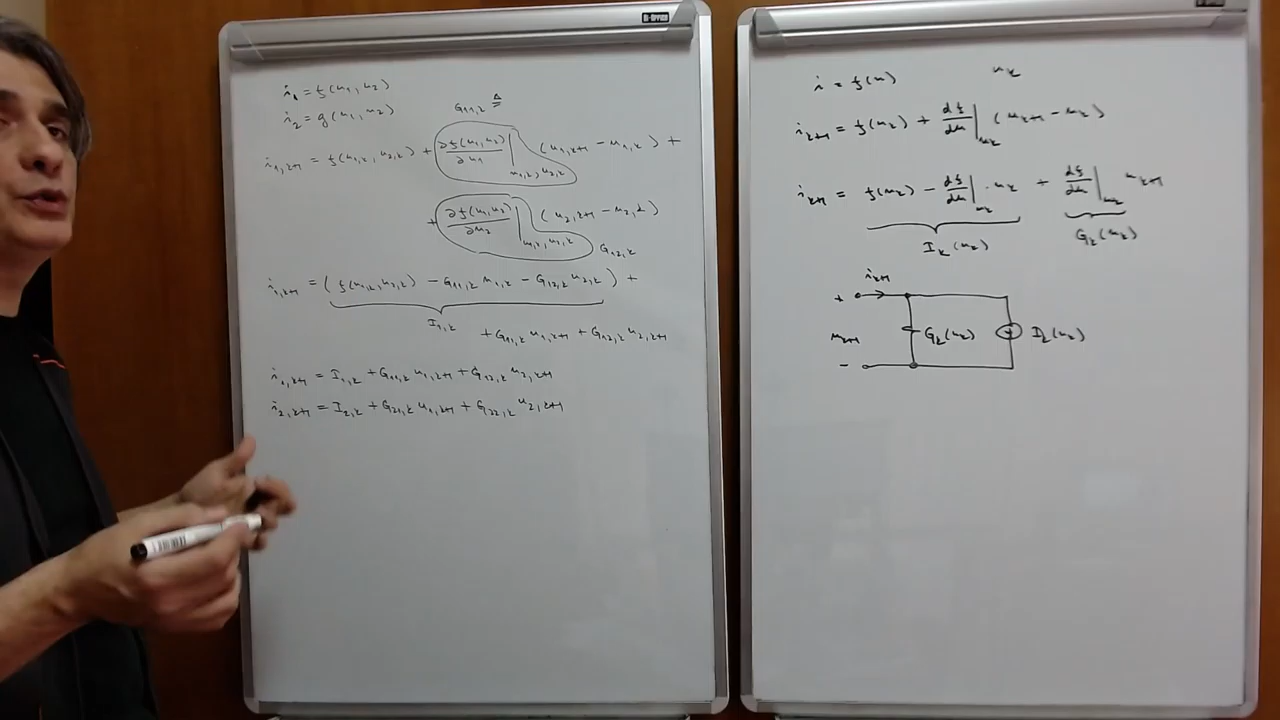 Bi-Office
i₁ = f(u₁, u₂)
i₂ = g(u₁, u₂)
G₁₁,ₖ ≜
i₁,ₖ₊₁ = f(u₁,ₖ, u₂,ₖ) + ∂f(u₁,u₂)/∂u₁ |u₁,ₖ,u₂,ₖ (u₁,ₖ₊₁ − u₁,ₖ) +
+ ∂f(u₁,u₂)/∂u₂ |u₁,ₖ,u₂,ₖ (u₂,ₖ₊₁ − u₂,ₖ)
G₁₂,ₖ
i₁,ₖ₊₁ = (f(u₁,ₖ,u₂,ₖ) − G₁₁,ₖ u₁,ₖ − G₁₂,ₖ u₂,ₖ) +
I₁,ₖ
+ G₁₁,ₖ u₁,ₖ₊₁ + G₁₂,ₖ u₂,ₖ₊₁
i₁,ₖ₊₁ = I₁,ₖ + G₁₁,ₖ u₁,ₖ₊₁ + G₁₂,ₖ u₂,ₖ₊₁
i₂,ₖ₊₁ = I₂,ₖ + G₂₁,ₖ u₁,ₖ₊₁ + G₂₂,ₖ u₂,ₖ₊₁
i = f(u) uₖ
iₖ₊₁ = f(uₖ) + df/du |uₖ (uₖ₊₁ − uₖ)
iₖ₊₁ = f(uₖ) − df/du |uₖ · uₖ + df/du |uₖ uₖ₊₁
Iₖ(uₖ) Gₖ(uₖ)
iₖ₊₁
+
uₖ₊₁ Gₖ(uₖ) Iₖ(uₖ)
−